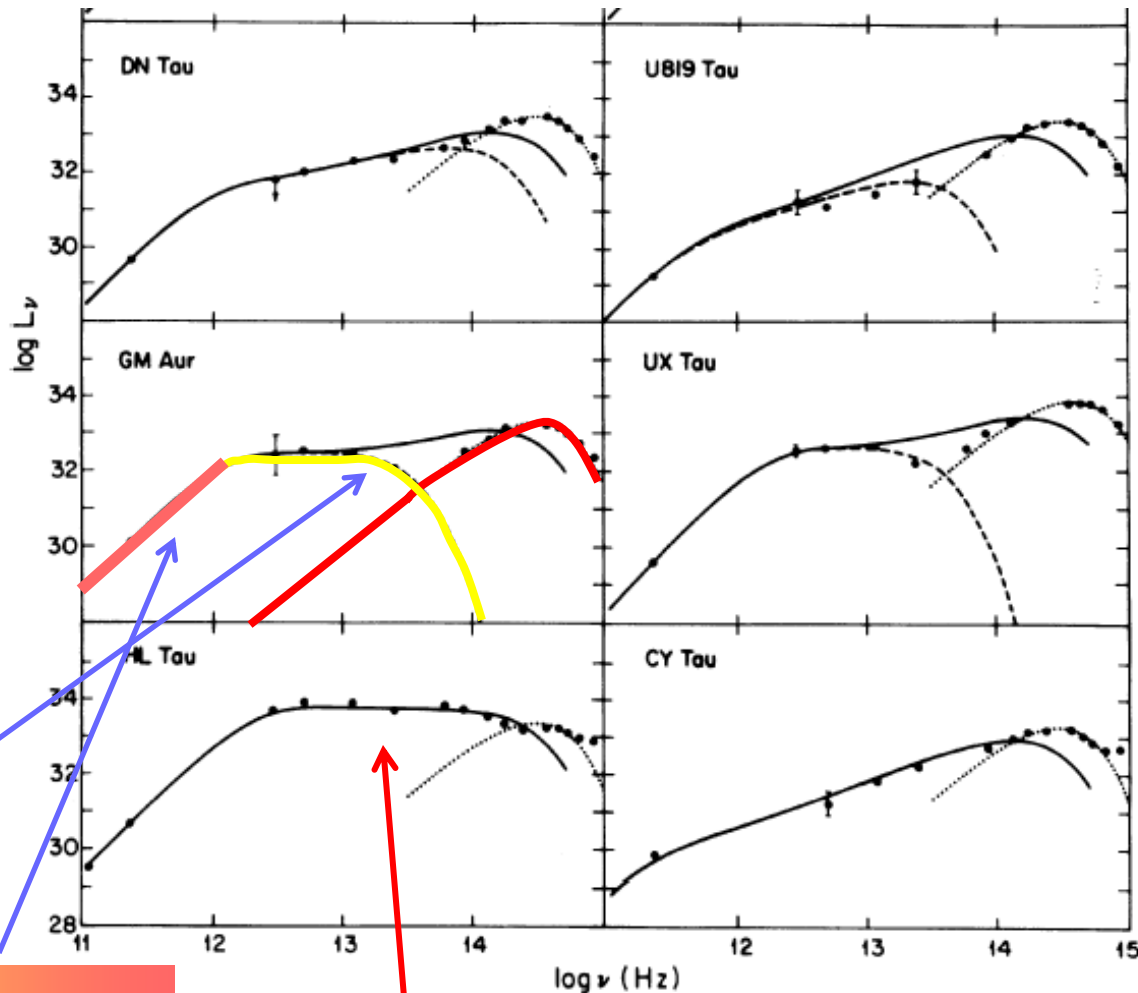 DN Tau
U819 Tau
34
32
30
log Lν
GM Aur
UX Tau
34
32
30
HL Tau
CY Tau
34
32
30
28
11 12 13 14 12 13 14 15
log ν (Hz)